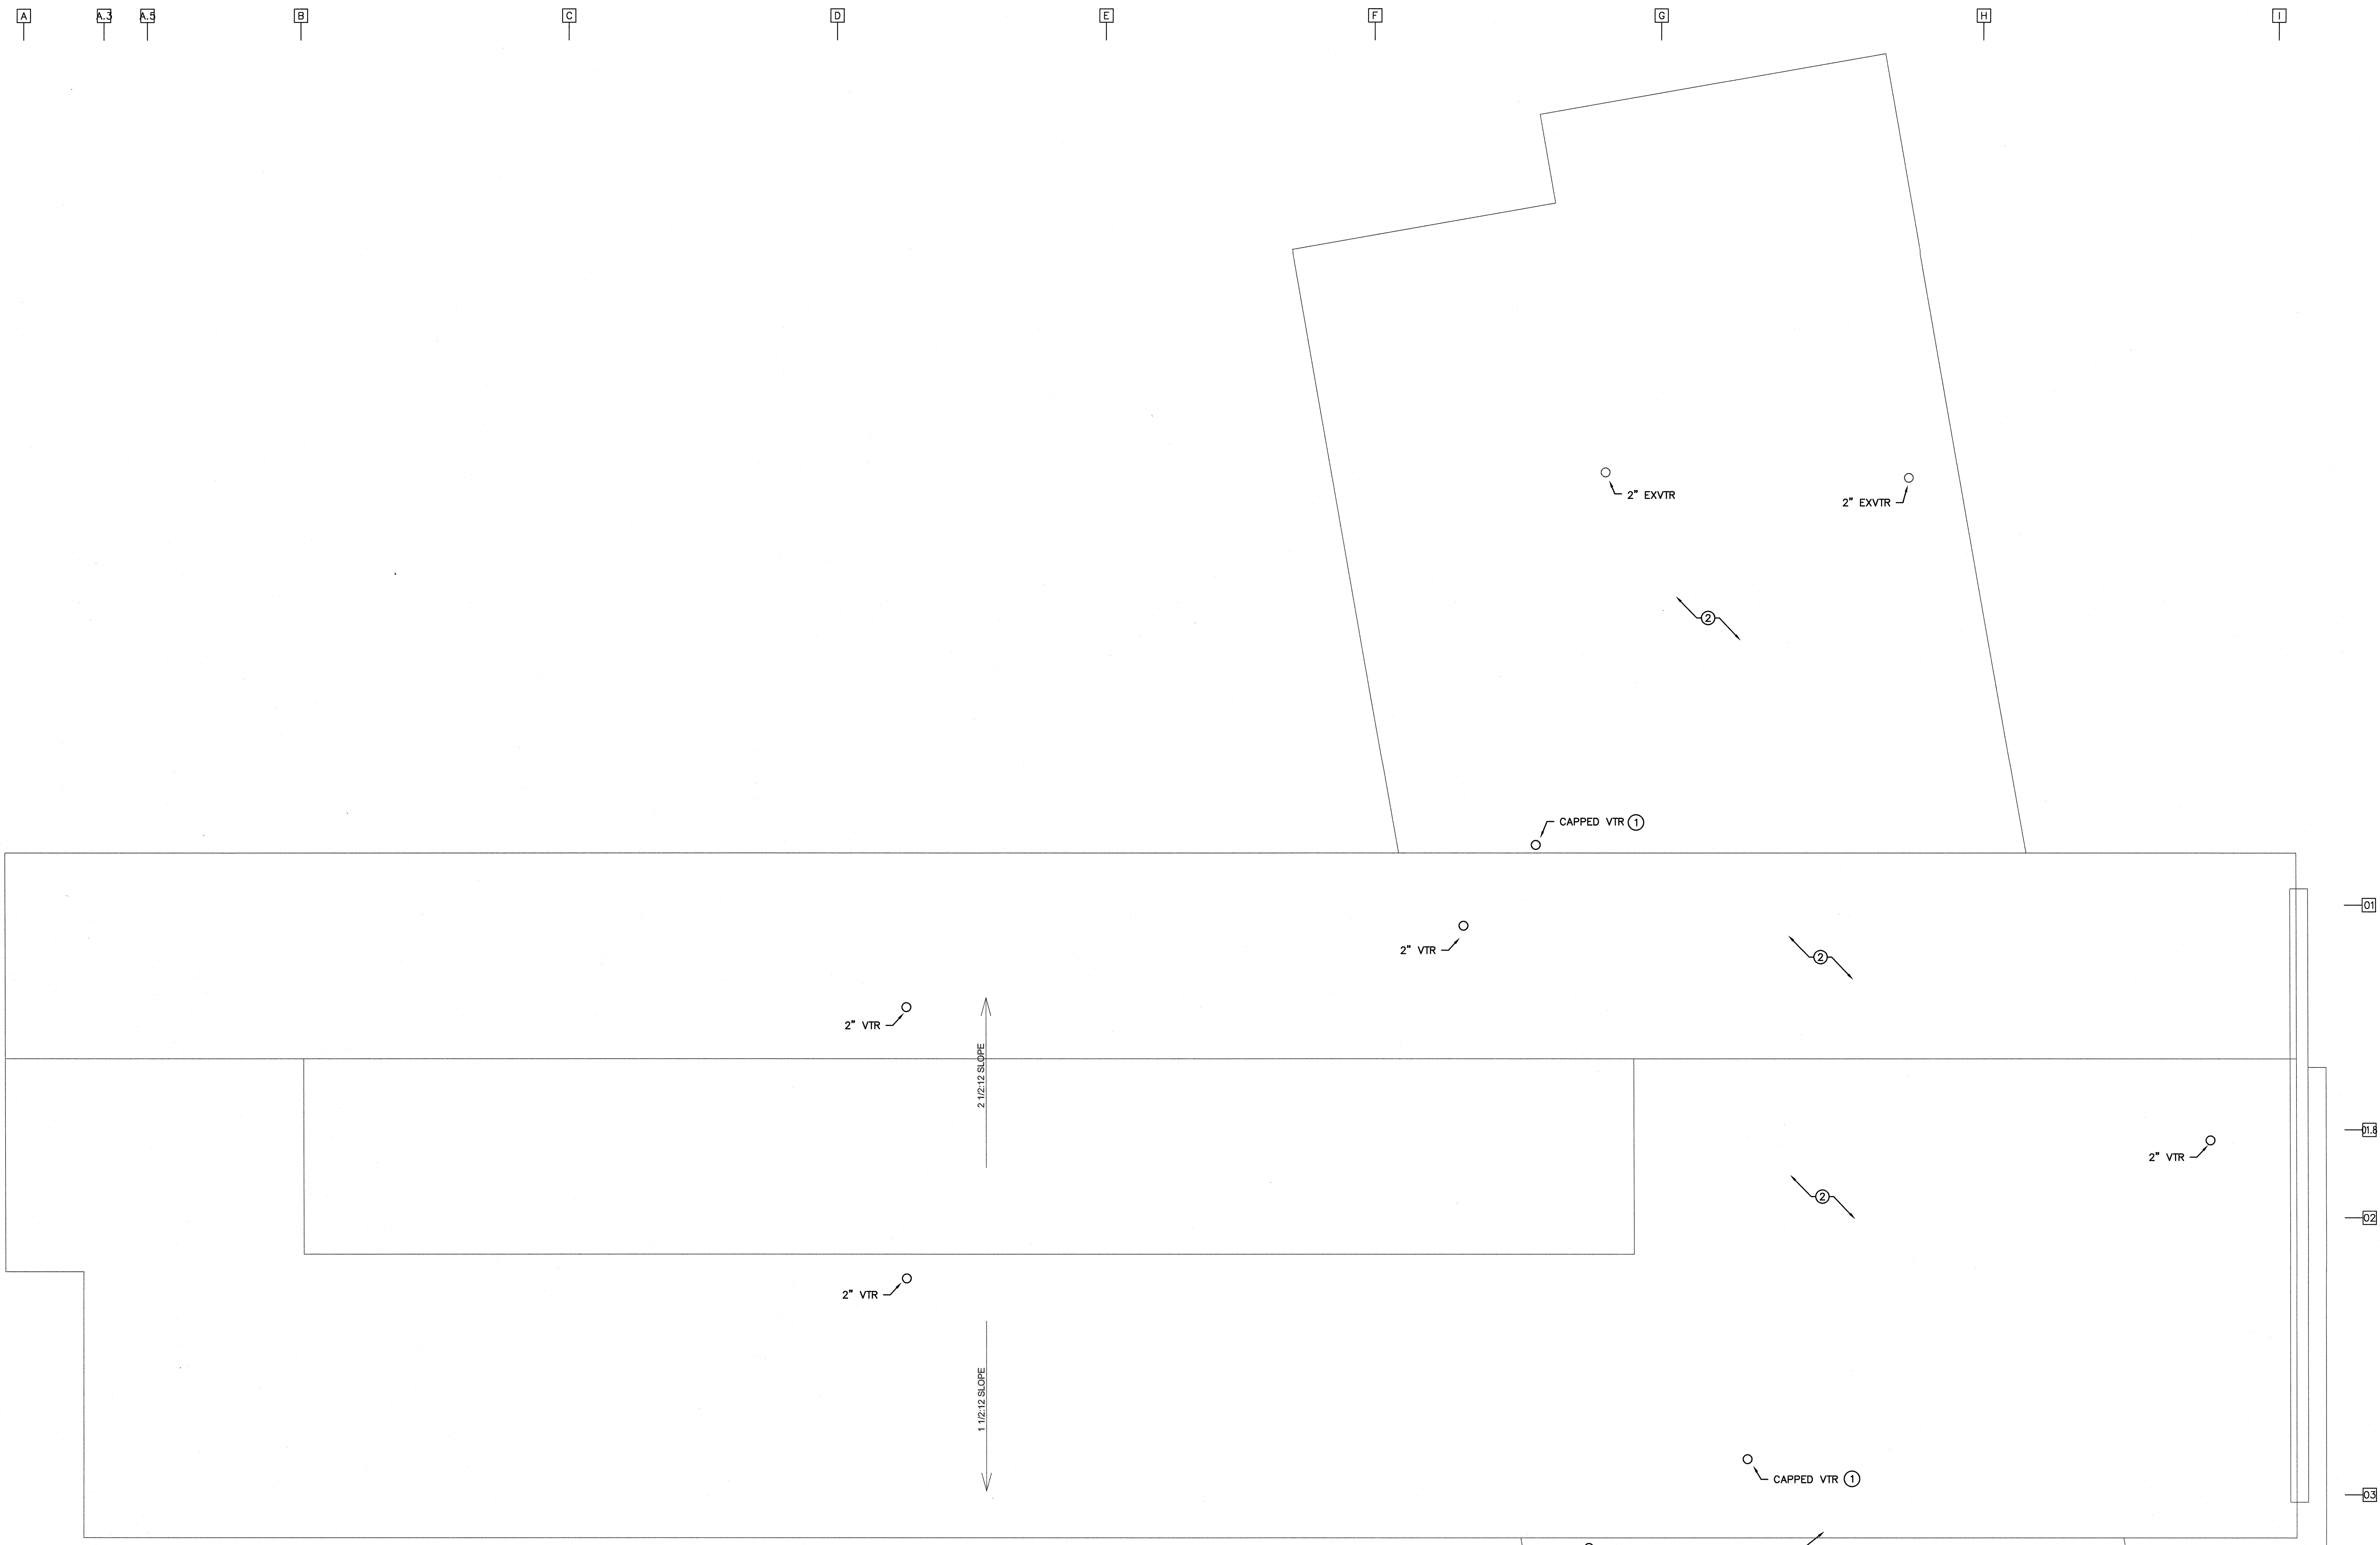 A A.3 A.5 B C D E F G H I
2" EXVTR
2" EXVTR
2
CAPPED VTR 1
01
2" VTR
2
2" VTR
2 1/2:12 SLOPE
01.8
2" VTR
2
02
2" VTR
1 1/2:12 SLOPE
CAPPED VTR 1
03